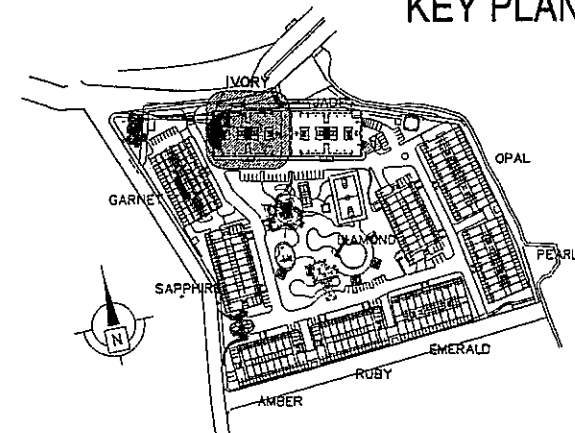 KEY PLAN
IVORY
JADE
OPAL
GARNET
DIAMOND
PEARL
SAPPHIRE
N
EMERALD
RUBY
AMBER